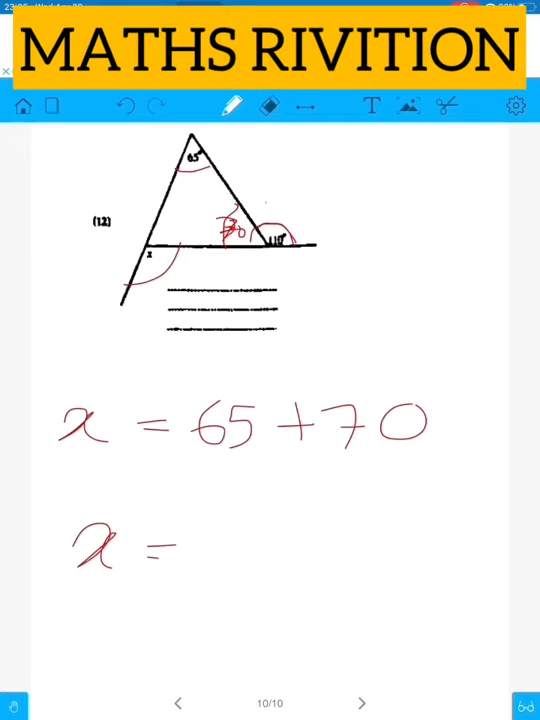 MATHS RIVITION
T
65°
(12)
70
110°
x
x = 65 + 70
x =
10/10